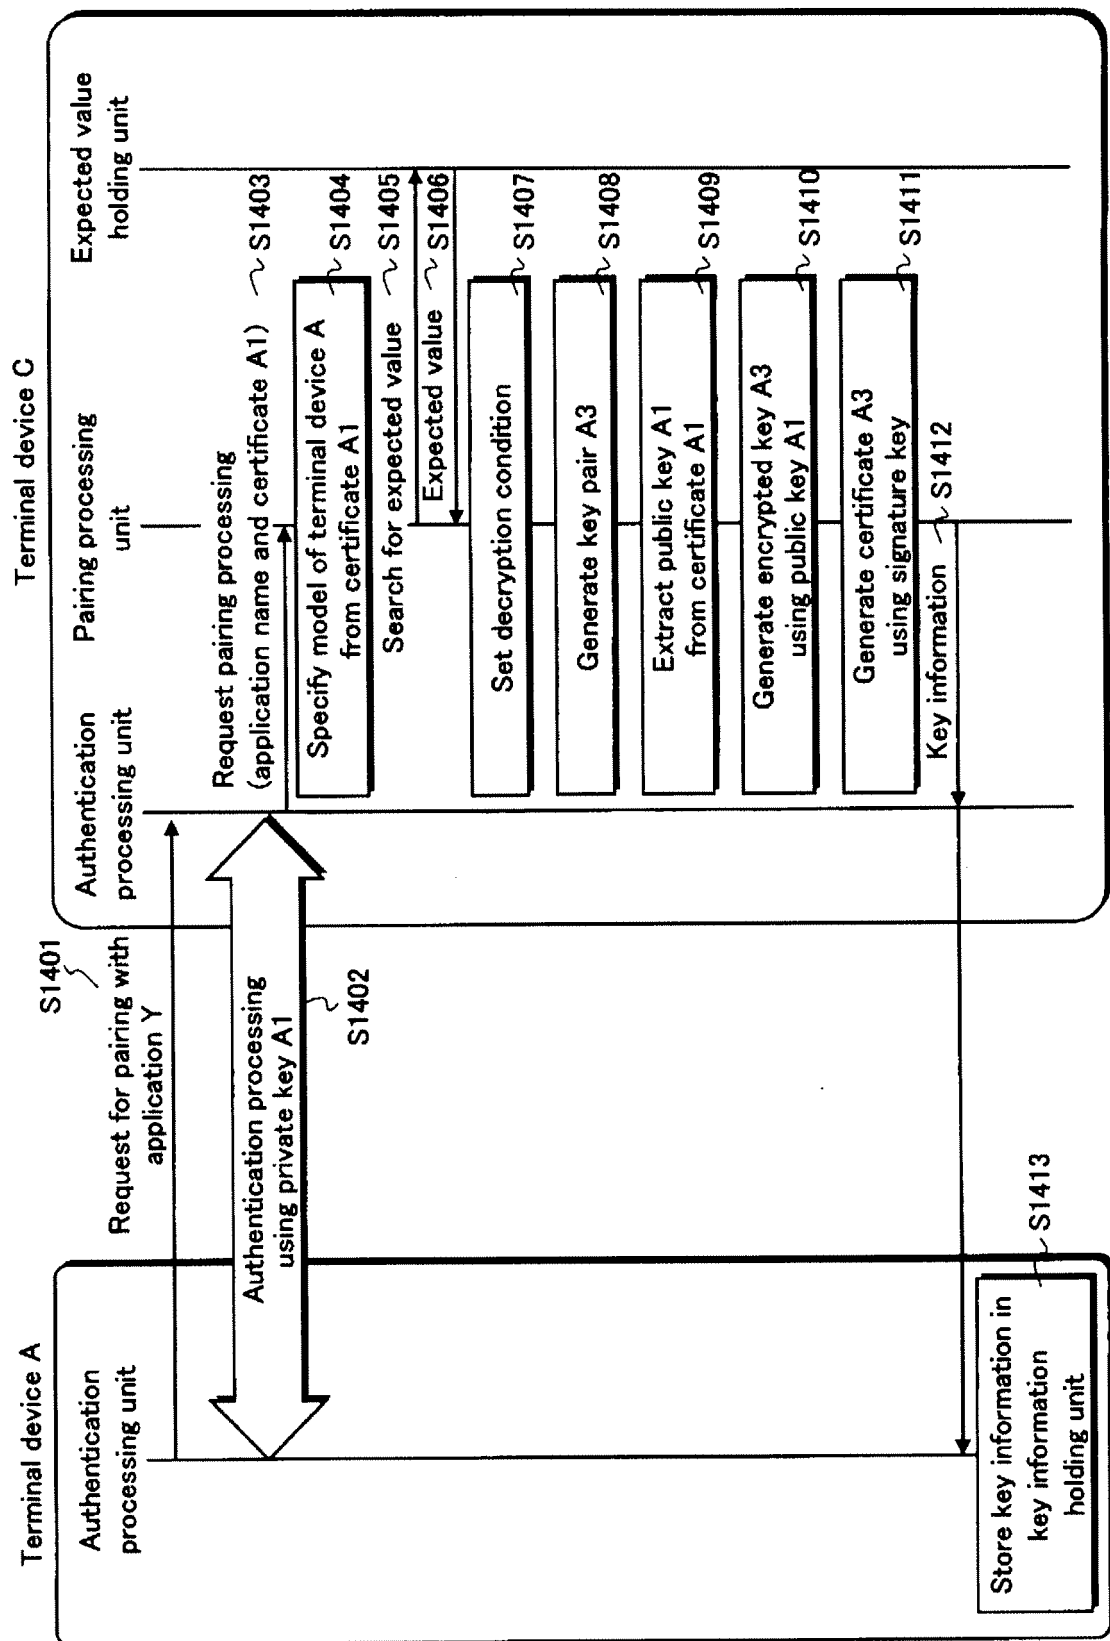 Terminal device A
Terminal device C
Authentication
processing unit
Authentication
processing unit
Pairing processing
unit
Expected value
holding unit
S1401
Request for pairing with
application Y
Authentication processing
using private key A1
S1402
Request pairing processing
(application name and certificate A1)
S1403
Specify model of terminal device A
from certificate A1
S1404
Search for expected value
S1405
Expected value
S1406
Set decryption condition
S1407
Generate key pair A3
S1408
Extract public key A1
from certificate A1
S1409
Generate encrypted key A3
using public key A1
S1410
Generate certificate A3
using signature key
S1411
Key information
S1412
Store key information in
key information
holding unit
S1413